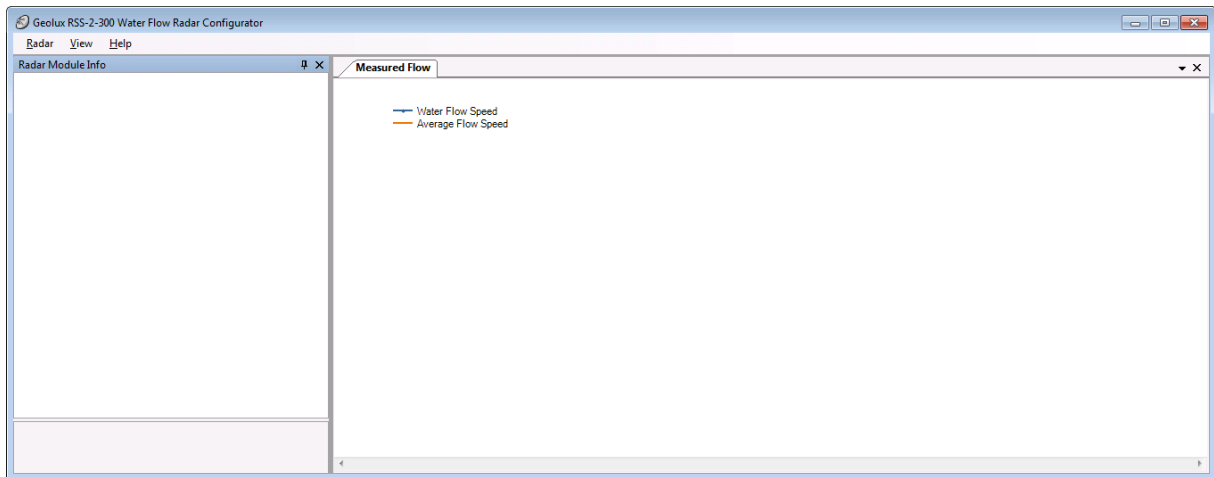 Geolux RSS-2-300 Water Flow Radar Configurator
Radar View Help
Radar Module Info
Measured Flow
Water Flow Speed
Average Flow Speed